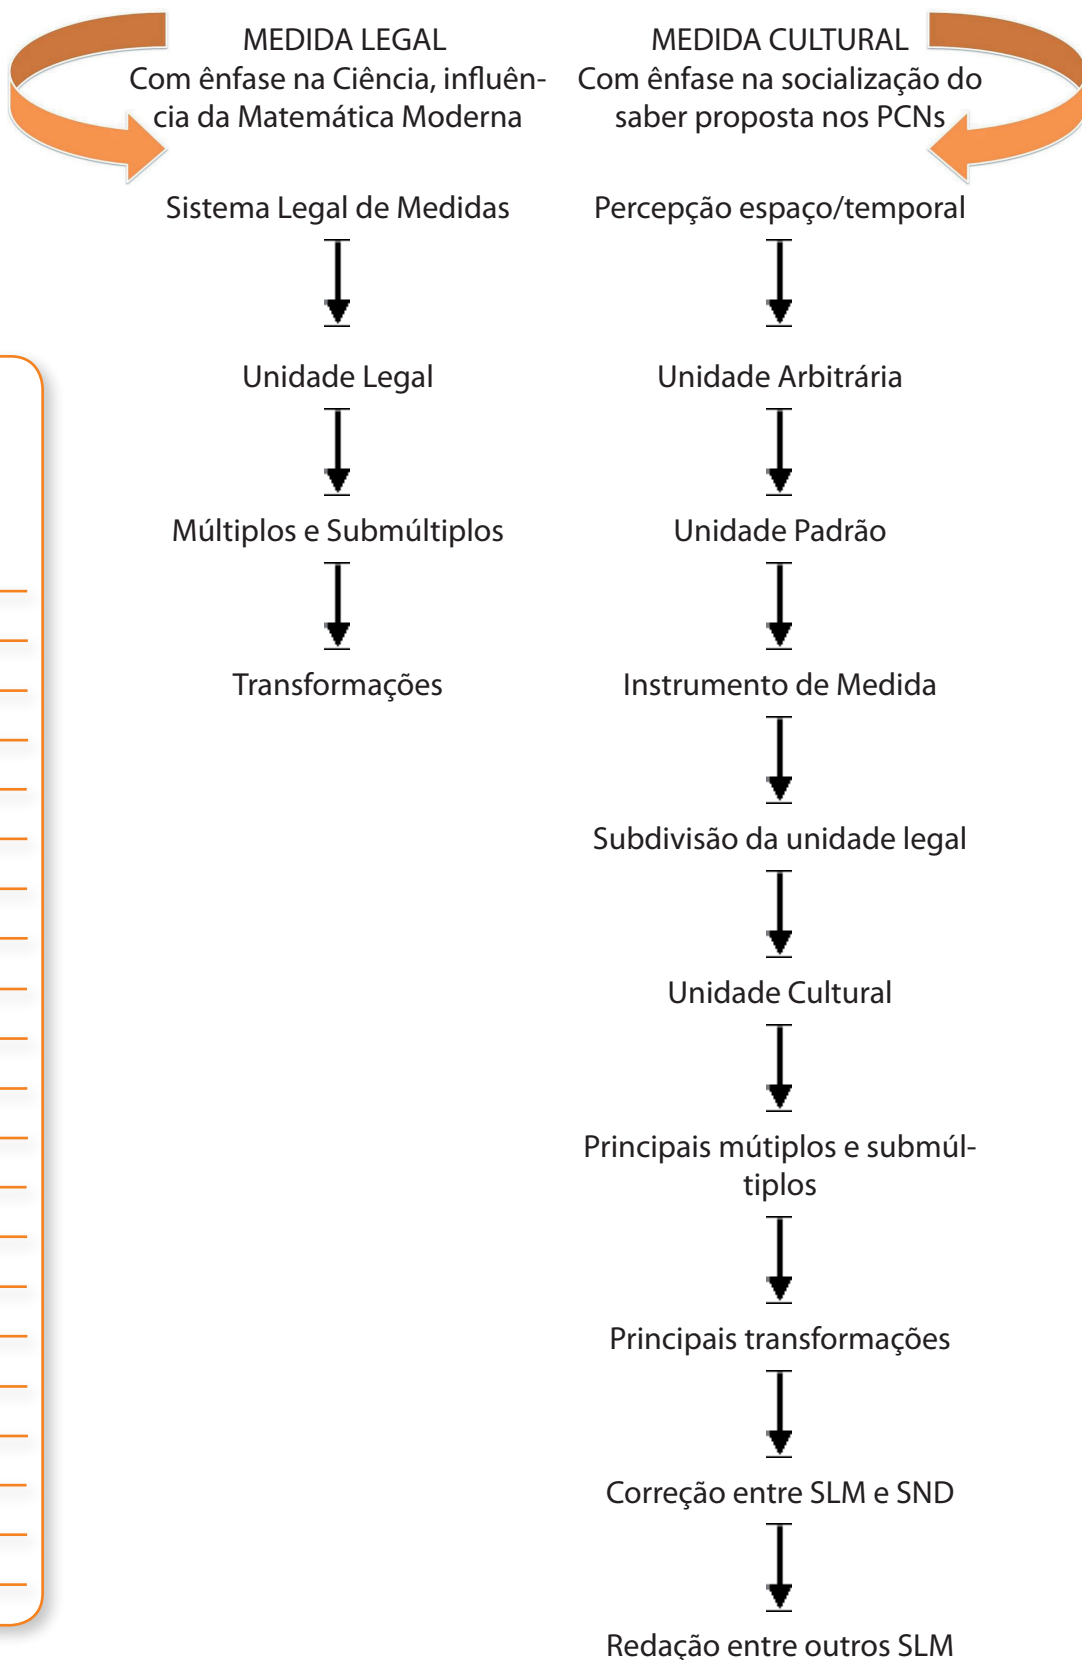 MEDIDA LEGAL
Com ênfase na Ciência, influên-
cia da Matemática Moderna
Sistema Legal de Medidas
Unidade Legal
Múltiplos e Submúltiplos
Transformações
MEDIDA CULTURAL
Com ênfase na socialização do
saber proposta nos PCNs
Percepção espaço/temporal
Unidade Arbitrária
Unidade Padrão
Instrumento de Medida
Subdivisão da unidade legal
Unidade Cultural
Principais mútiplos e submúl-
tiplos
Principais transformações
Correção entre SLM e SND
Redação entre outros SLM